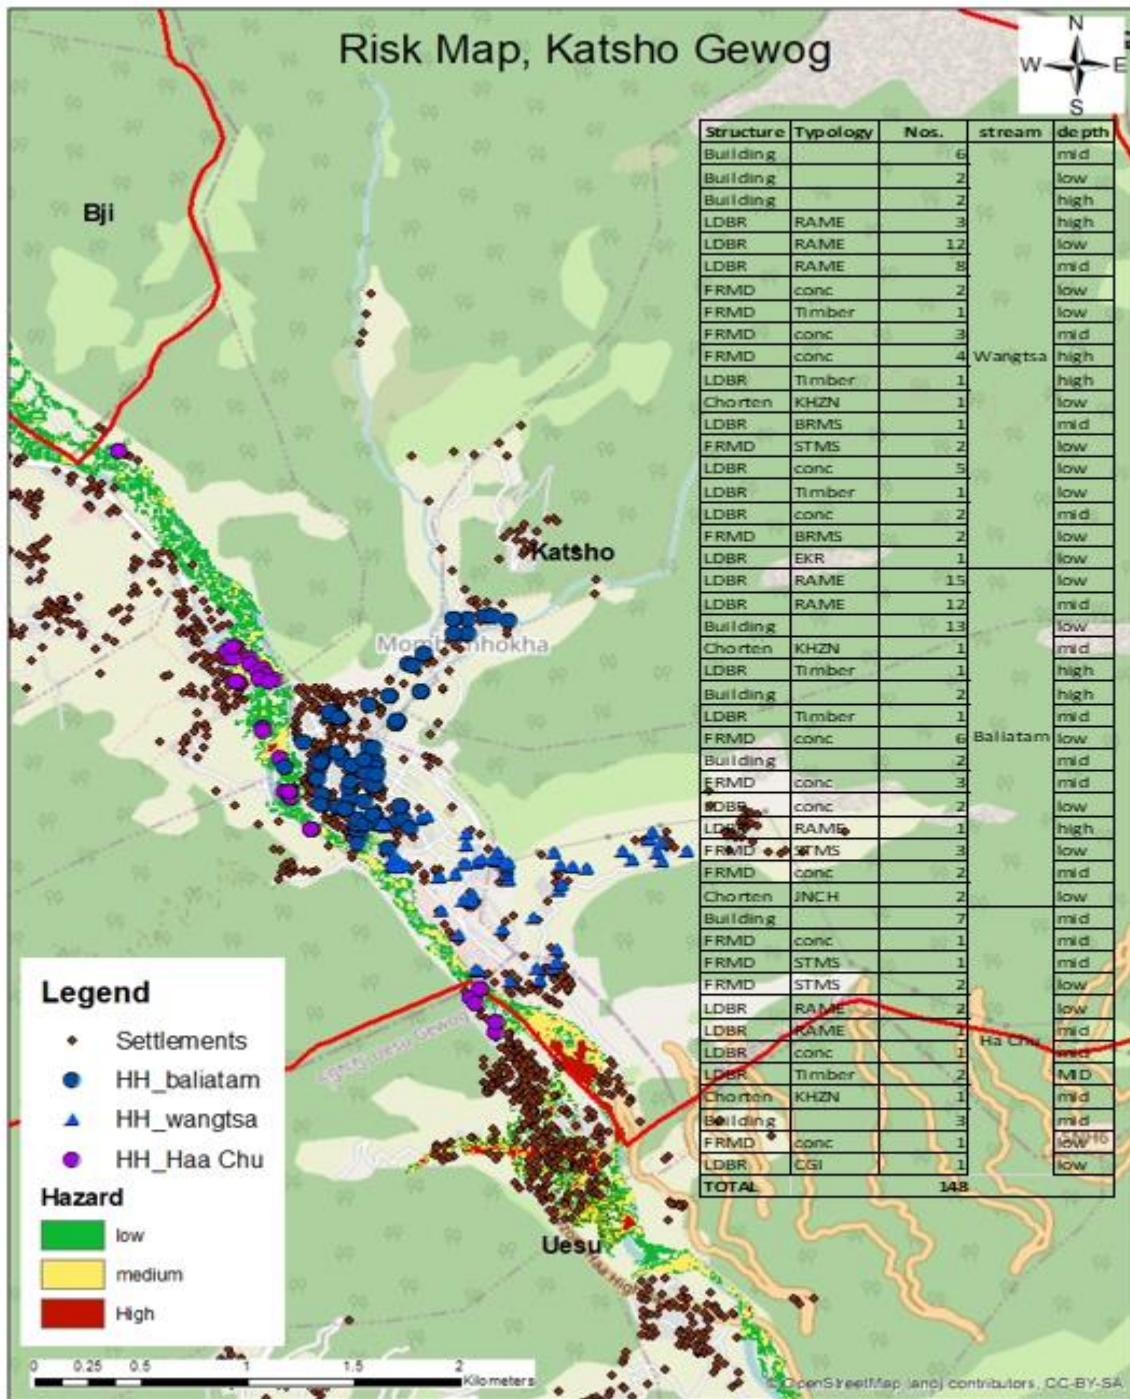 Risk Map, Katsho Gewog
N
W E
S
Bji
Structure Typology Nos. stream depth
Building 6 mid
Building 2 low
Building 2 high
LDBR RAME 3 high
LDBR RAME 12 low
LDBR RAME 8 mid
FRMD conc 2 low
FRMD Timber 1 low
FRMD conc 3 mid
FRMD conc 4 Wangtsa high
LDBR Timber 1 high
Chorten KHZN 1 low
LDBR BRMS 1 mid
FRMD STMS 2 low
LDBR conc 5 low
LDBR Timber 1 low
LDBR conc 2 mid
FRMD BRMS 2 low
LDBR EKR 1 low
LDBR RAME 15 low
LDBR RAME 12 mid
Building 13 low
Chorten KHZN 1 mid
LDBR Timber 1 high
Building 2 high
LDBR Timber 1 mid
FRMD conc 6 Baliatam low
Building 2 mid
FRMD conc 3 mid
LDBR conc 2 low
LDBR RAME 1 high
FRMD STMS 3 low
FRMD conc 2 mid
Chorten JNCH 2 low
Building 7 mid
FRMD conc 1 mid
FRMD STMS 1 mid
FRMD STMS 2 low
LDBR RAME 2 low
LDBR RAME 1 mid
LDBR conc 1 Ha Chu mid
LDBR Timber 2 MID
Chorten KHZN 1 mid
Building 3 mid
FRMD conc 1 low
LDBR CGI 1 low
TOTAL 148
Katsho
Uesu Gewog
Uesu
Legend
Settlements
HH_baliatam
HH_wangtsa
HH_Haa Chu
Hazard
low
medium
High
0 0.25 0.5 1 1.5 2
Kilometers
OpenStreetMap (and) contributors, CC-BY-SA